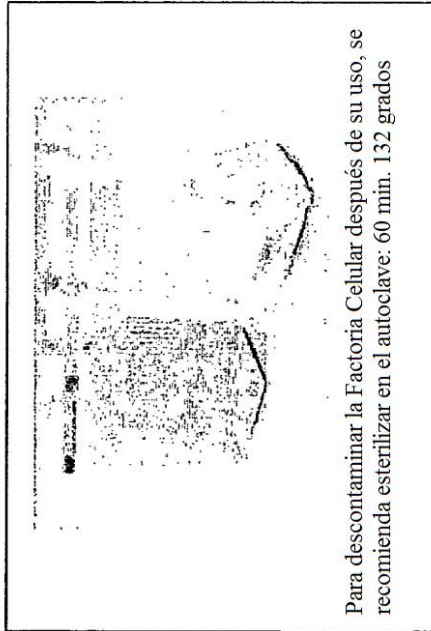 Para descontaminar la Factoria Celular después de su uso, se
recomienda esterilizar en el autoclave: 60 min. 132 grados